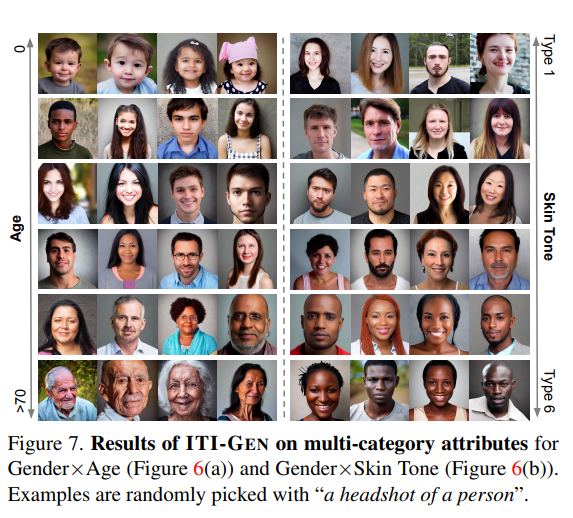 0
Age
>70
Type 1
Skin Tone
Type 6
Figure 7. Results of ITI-GEN on multi-category attributes for
Gender×Age (Figure 6(a)) and Gender×Skin Tone (Figure 6(b)).
Examples are randomly picked with “a headshot of a person”.